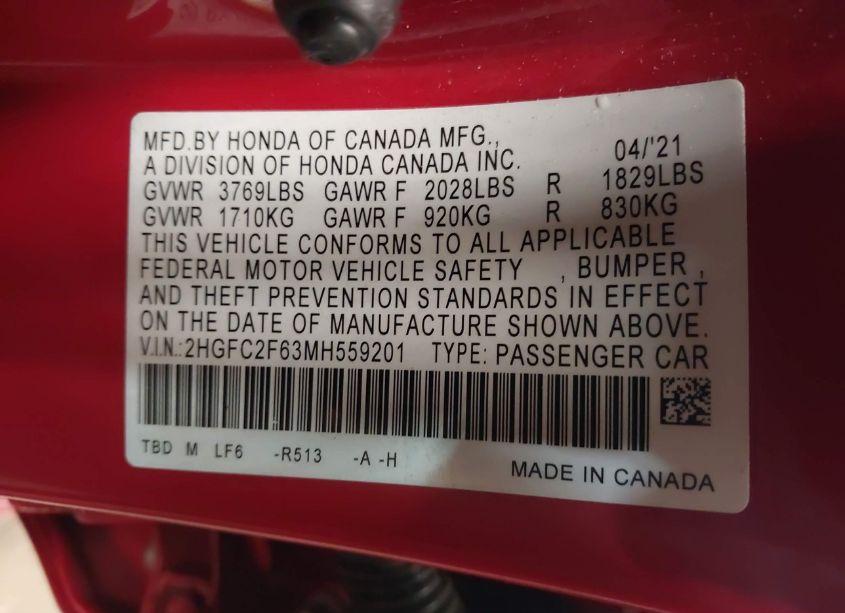 MFD.BY HONDA OF CANADA MFG.,
A DIVISION OF HONDA CANADA INC. 04/'21
GVWR 3769LBS GAWR F 2028LBS R 1829LBS
GVWR 1710KG GAWR F 920KG R 830KG
THIS VEHICLE CONFORMS TO ALL APPLICABLE
FEDERAL MOTOR VEHICLE SAFETY , BUMPER ,
AND THEFT PREVENTION STANDARDS IN EFFECT
ON THE DATE OF MANUFACTURE SHOWN ABOVE.
V.I.N.:2HGFC2F63MH559201 TYPE: PASSENGER CAR
TBD M LF6 -R513 -A -H
MADE IN CANADA